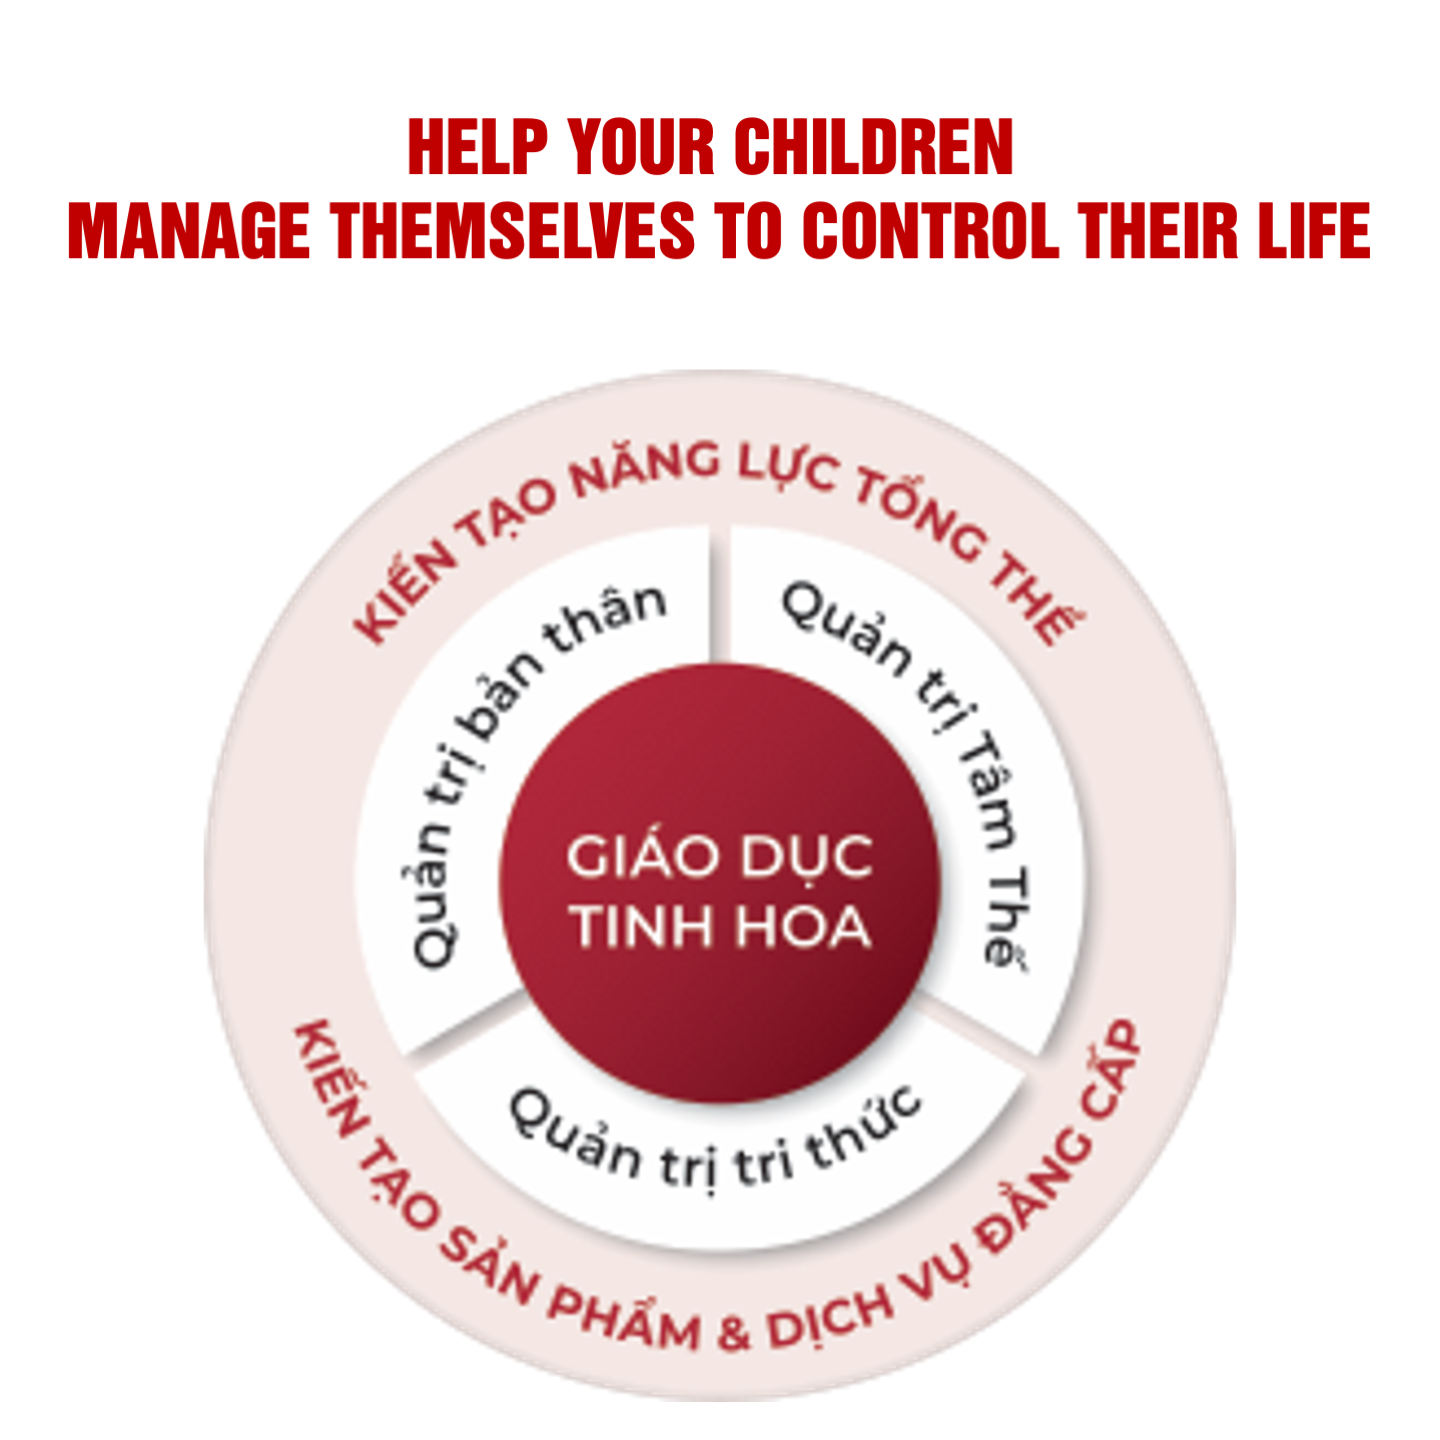 HELP YOUR CHILDREN
MANAGE THEMSELVES TO CONTROL THEIR LIFE
KIẾN TẠO NĂNG LỰC TỔNG THỂ
Quản trị bản thân
Quản trị Tâm Thế
GIÁO DỤC
TINH HOA
Quản trị tri thức
KIẾN TẠO SẢN PHẨM & DỊCH VỤ ĐẲNG CẤP